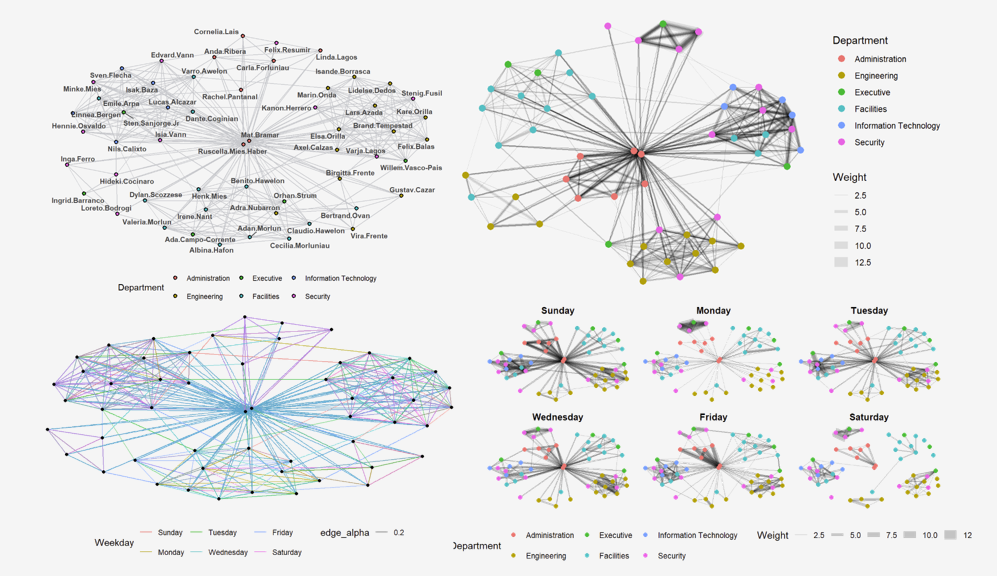 Cornelia.Lais
Anda.Ribera
Felix.Resumir
Edvard.Vann
Linda.Lagos
Varro.Awelon
Carla.Forluniau
Sven.Flecha
Isande.Borrasca
Minke.Mies
Isak.Baza
Rachel.Pantanal
Marin.Onda
Lidelse.Dedos
Stenig.Fusil
Emile.Arpa
Lucas.Alcazar
Kanon.Herrero
Lara.Azada
Kare.Orilla
Linnea.Bergen
Sten.Sanjorge.Jr
Dante.Coginian
Brand.Tempestad
Hennie.Osvaldo
Isia.Vann
Mat.Bramar
Elsa.Orilla
Nils.Calixto
Ruscella.Mies.Haber
Axel.Calzas
Varja.Lagos
Felix.Balas
Inga.Ferro
Willem.Vasco-Pais
Hideki.Cocinaro
Benito.Hawelon
Birgitta.Frente
Gustav.Cazar
Ingrid.Barranco
Dylan.Scozzese
Henk.Mies
Orhan.Strum
Loreto.Bodrogi
Irene.Nant
Adra.Nubarron
Bertrand.Ovan
Valeria.Morlun
Adan.Morlun
Claudio.Hawelon
Vira.Frente
Ada.Campo-Corrente
Cecilia.Morluniau
Albina.Hafon
Department
Administration
Executive
Information Technology
Engineering
Facilities
Security
Department
Administration
Engineering
Executive
Facilities
Information Technology
Security
Weight
2.5
5.0
7.5
10.0
12.5
Weekday
Sunday
Tuesday
Friday
Monday
Wednesday
Saturday
edge_alpha
0.2
Sunday
Monday
Tuesday
Wednesday
Friday
Saturday
Department
Administration
Executive
Information Technology
Engineering
Facilities
Security
Weight
2.5
5.0
7.5
10.0
12